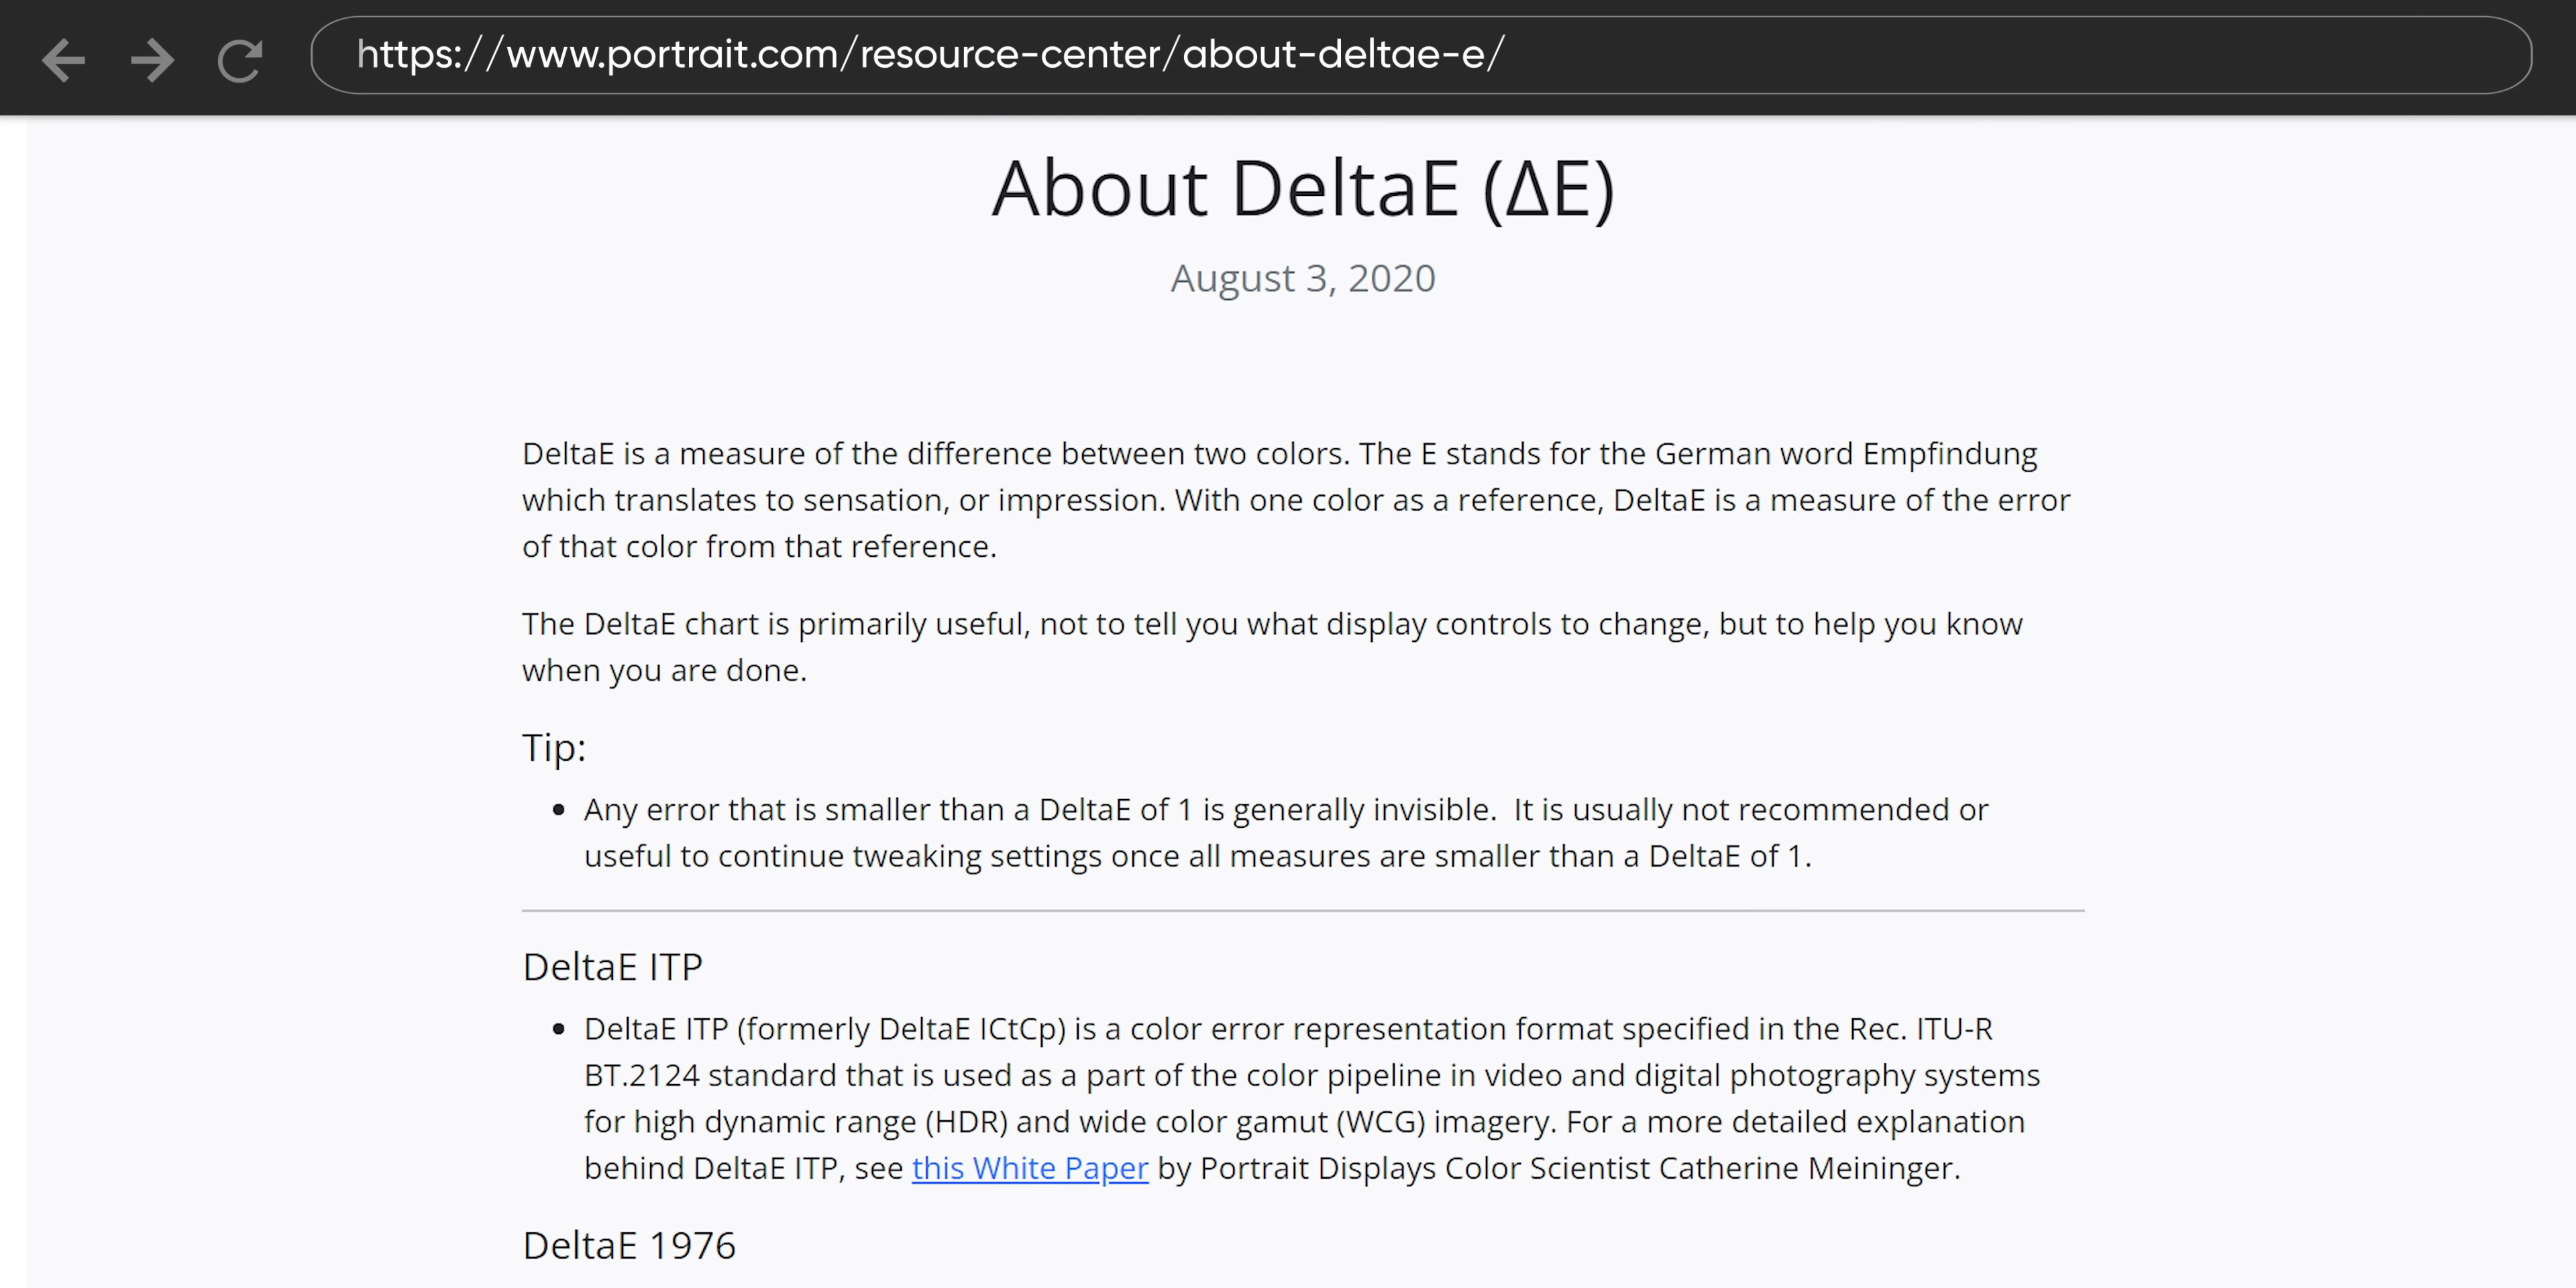 https://www.portrait.com/resource-center/about-deltae-e/
About DeltaE (ΔE)
August 3, 2020
DeltaE is a measure of the difference between two colors. The E stands for the German word Empfindung
which translates to sensation, or impression. With one color as a reference, DeltaE is a measure of the error
of that color from that reference.
The DeltaE chart is primarily useful, not to tell you what display controls to change, but to help you know
when you are done.
Tip:
• Any error that is smaller than a DeltaE of 1 is generally invisible.  It is usually not recommended or
useful to continue tweaking settings once all measures are smaller than a DeltaE of 1.
DeltaE ITP
• DeltaE ITP (formerly DeltaE ICtCp) is a color error representation format specified in the Rec. ITU-R
BT.2124 standard that is used as a part of the color pipeline in video and digital photography systems
for high dynamic range (HDR) and wide color gamut (WCG) imagery. For a more detailed explanation
behind DeltaE ITP, see this White Paper by Portrait Displays Color Scientist Catherine Meininger.
DeltaE 1976